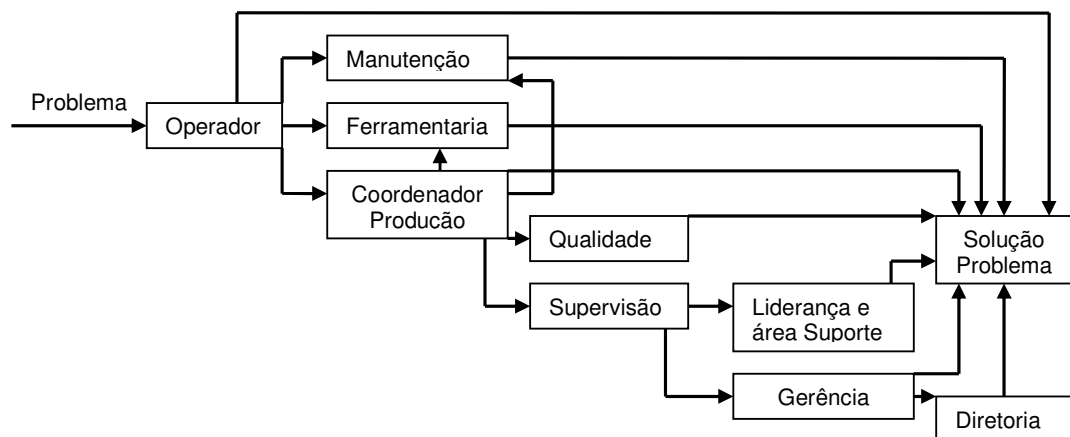 Manutenção
Problema
Operador
Ferramentaria
Coordenador
Producão
Qualidade
Solução
Problema
Supervisão
Liderança e
área Suporte
Gerência
Diretoria